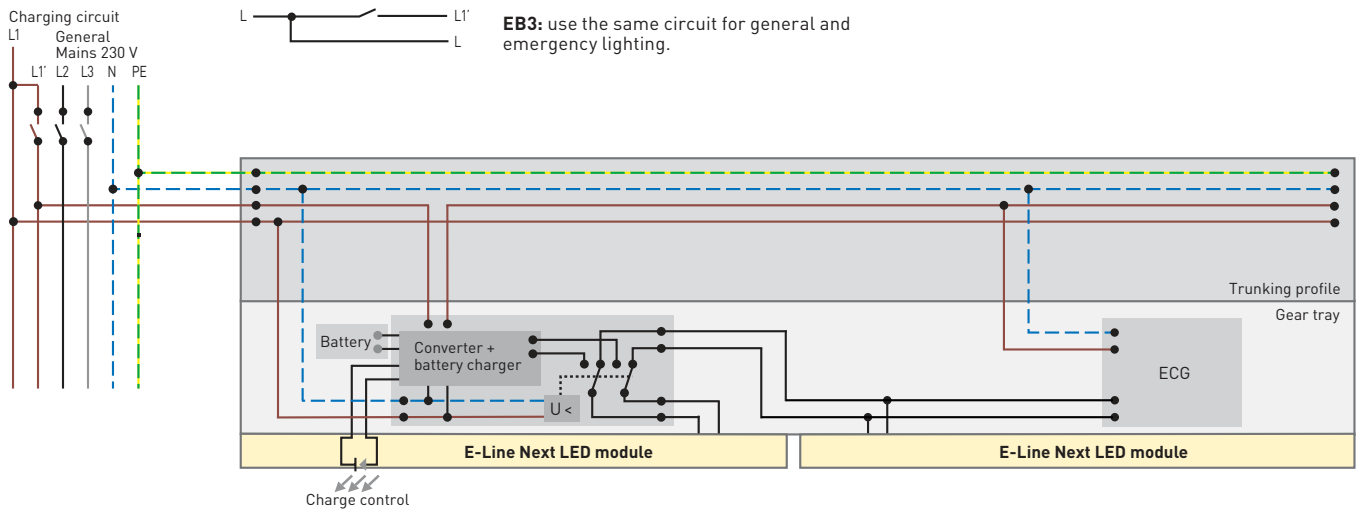 Charging circuit
L1
General
Mains 230 V
L1' L2 L3 N PE
L L1'
L
EB3: use the same circuit for general and
emergency lighting.
Trunking profile
Gear tray
Battery
Converter +
battery charger
U <
ECG
E-Line Next LED module
E-Line Next LED module
Charge control